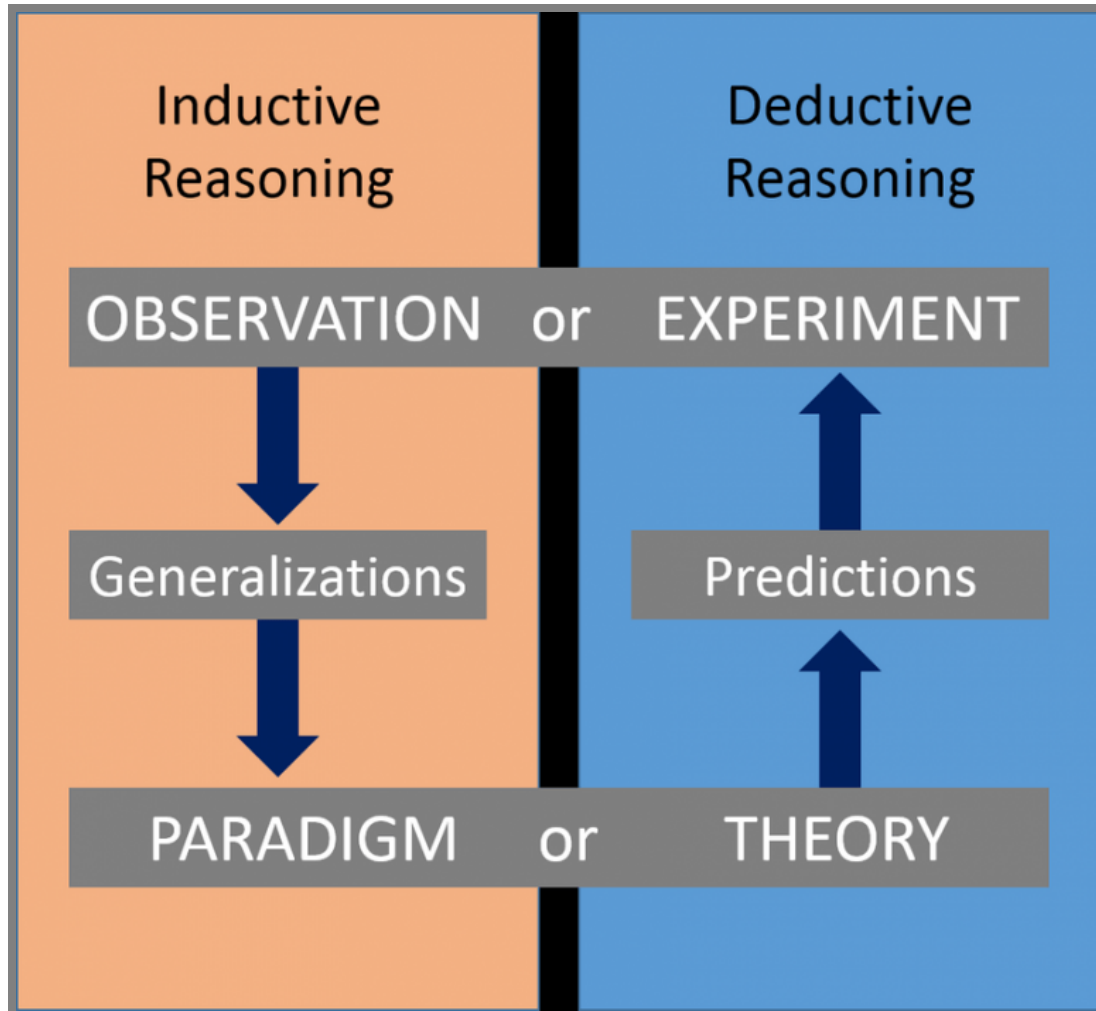 Inductive
Reasoning
Deductive
Reasoning
OBSERVATION or EXPERIMENT
Generalizations
Predictions
PARADIGM or THEORY